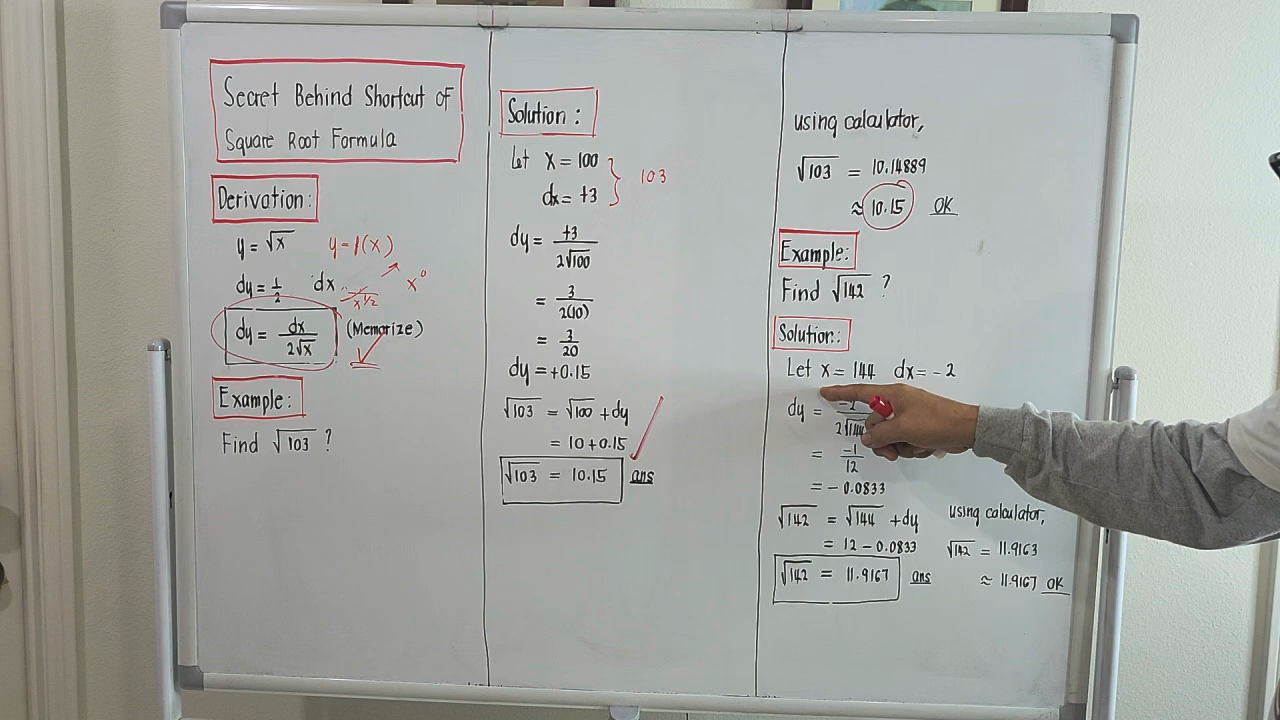 Secret Behind Shortcut of
Square Root Formula
Derivation:
y = √x y = f(x)
dy = 1/2 dx x^1/2 x⁰
dy = dx/2√x (Memorize)
Example:
Find √103 ?
Solution:
Let x = 100
dx = +3 } 103
dy = +3/2√100
= 3/2(10)
= 3/20
dy = +0.15
√103 = √100 + dy
= 10 + 0.15
√103 = 10.15 ans
using calculator,
√103 = 10.14889
≈ 10.15 OK
Example:
Find √142 ?
Solution:
Let x = 144 dx = -2
dy = -2/2√144
= -1/12
= -0.0833
√142 = √144 + dy
= 12 - 0.0833
√142 = 11.9167 ans
using calculator,
√142 = 11.9163
≈ 11.9167 OK